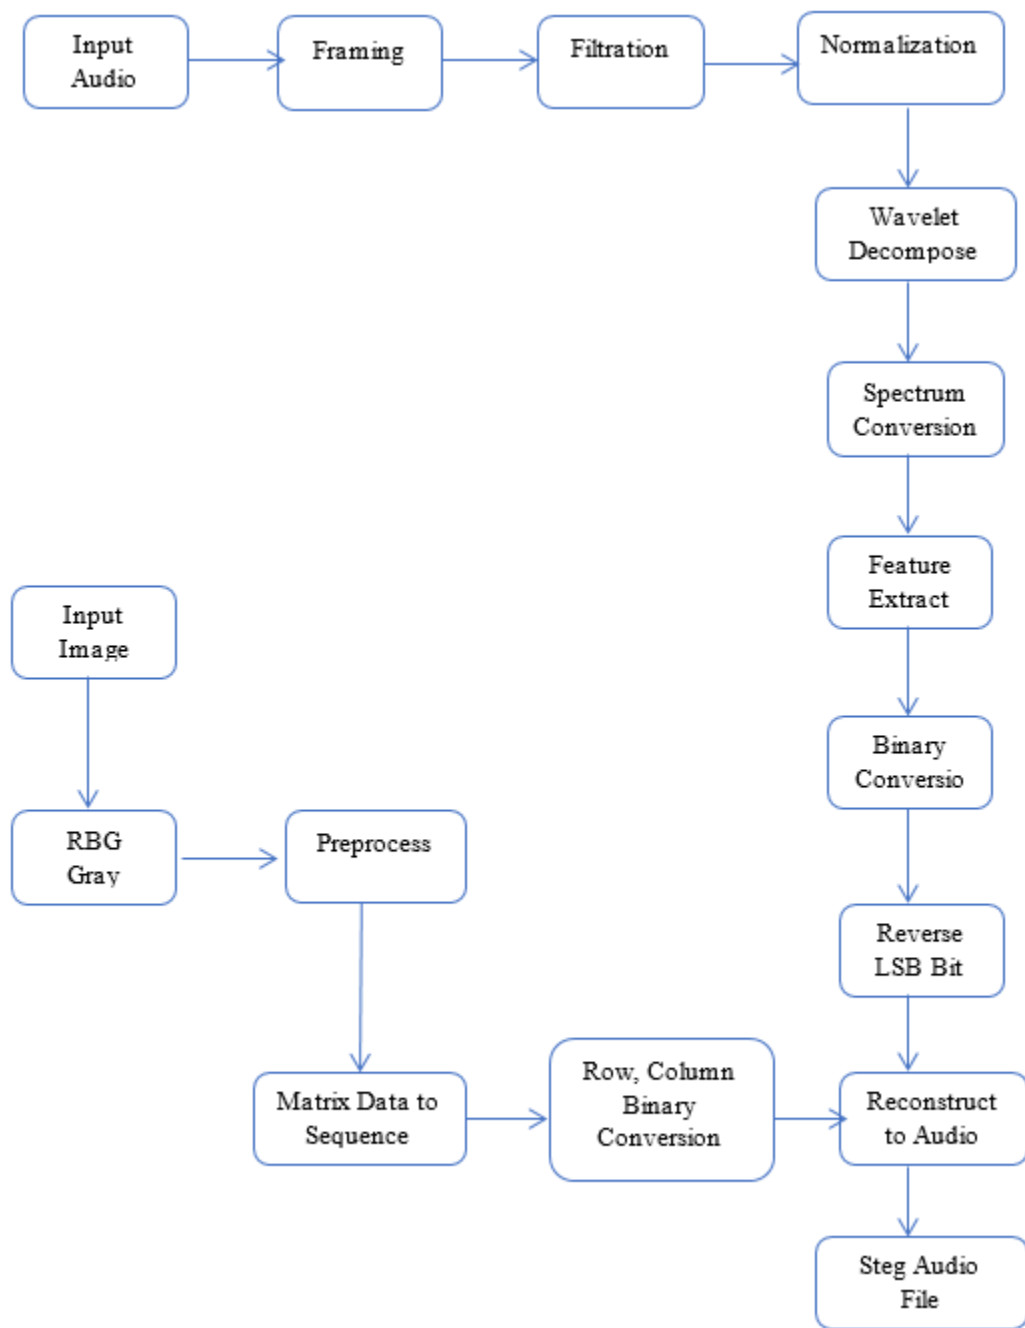 Input
Audio
Framing
Filtration
Normalization
Wavelet
Decompose
Spectrum
Conversion
Feature
Extract
Input
Image
Binary
Conversio
RBG
Gray
Preprocess
Reverse
LSB Bit
Matrix Data to
Sequence
Row, Column
Binary
Conversion
Reconstruct
to Audio
Steg Audio
File